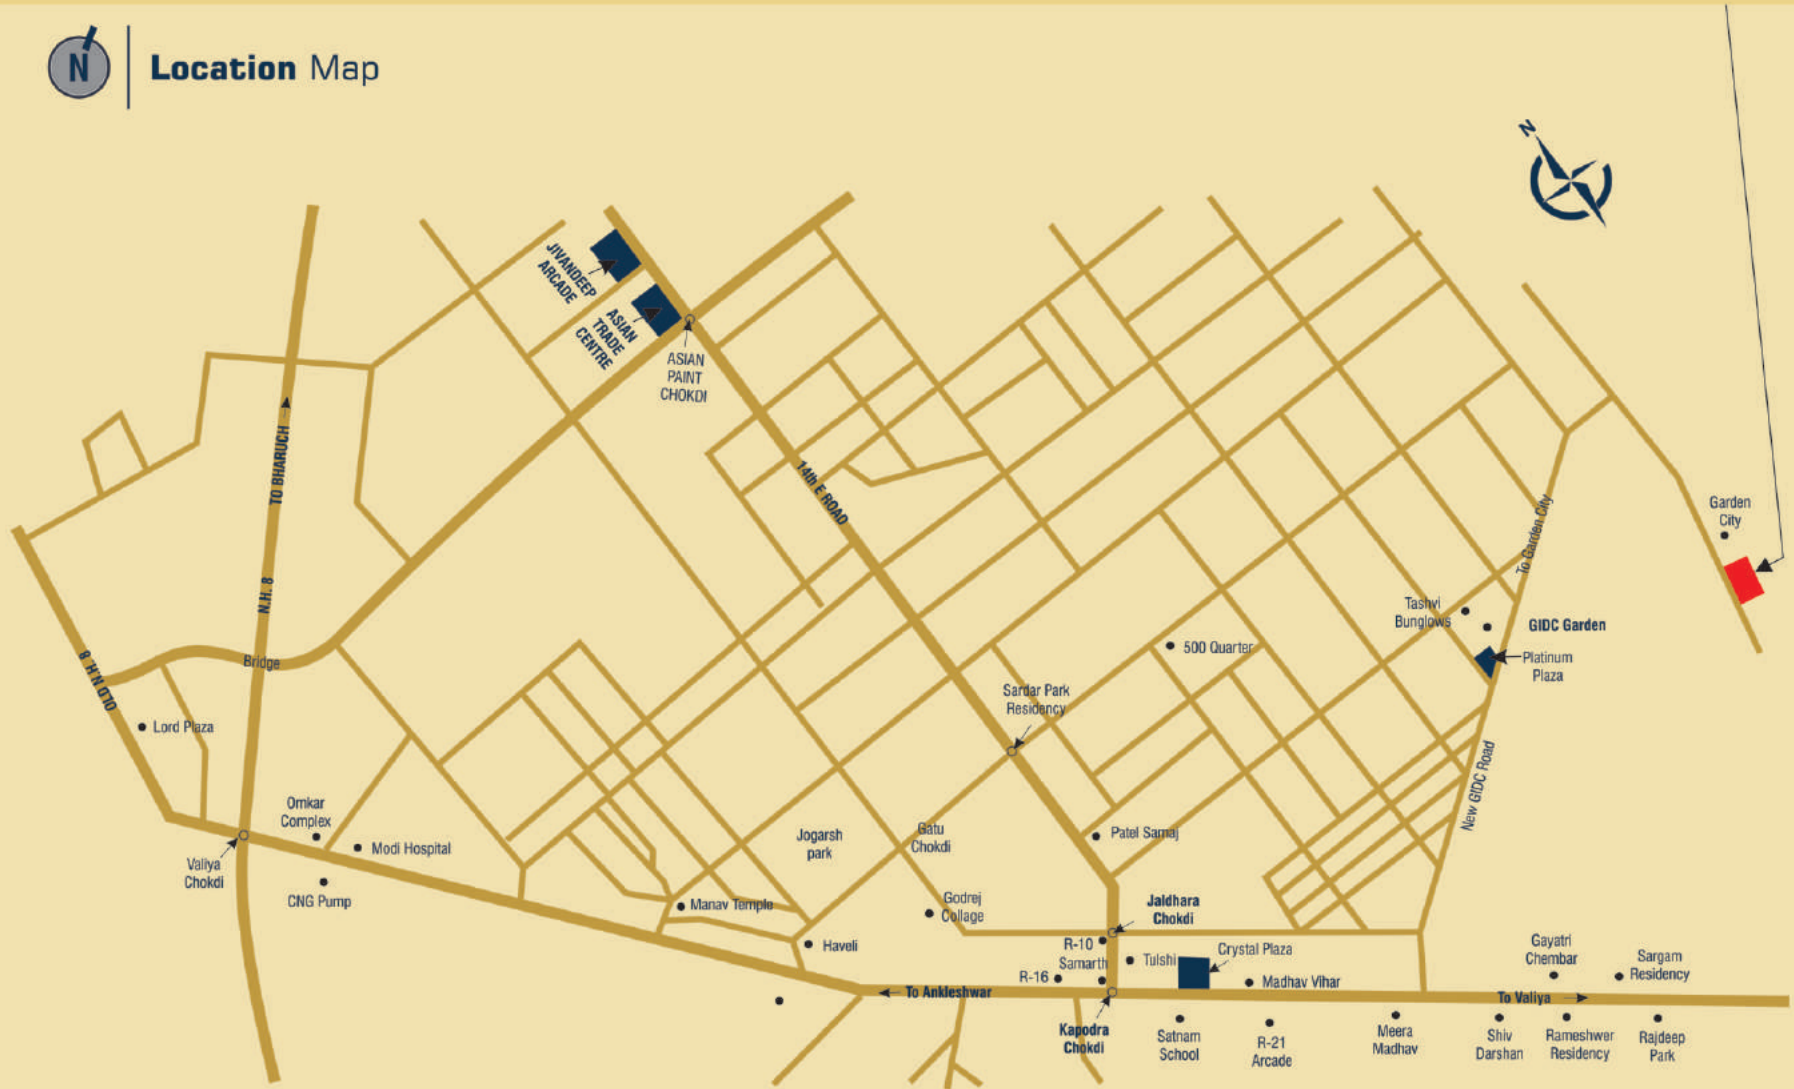 N
Location Map
N
JIVANDEEP
ARCADE
ASIAN
TRADE
CENTRE
ASIAN
PAINT
CHOKDI
TO BHARUCH
14th E ROAD
To Garden City
Garden
City
N.H. 8
Tashvi
Bunglows
GIDC Garden
Bridge
500 Quarter
Platinum
Plaza
OLD N.H. 8
Sardar Park
Residency
Lord Plaza
New GIDC Road
Omkar
Complex
Modi Hospital
Jogarsh
park
Gatu
Chokdi
Patel Samaj
Valiya
Chokdi
CNG Pump
Manav Temple
Godrej
Collage
Jaldhara
Chokdi
Haveli
R-10
Samarth
R-16
Tulshi
Crystal Plaza
Madhav Vihar
Gayatri
Chembar
Sargam
Residency
To Ankleshwar
To Valiya
Kapodra
Chokdi
Satnam
School
R-21
Arcade
Meera
Madhav
Shiv
Darshan
Rameshwer
Residency
Rajdeep
Park